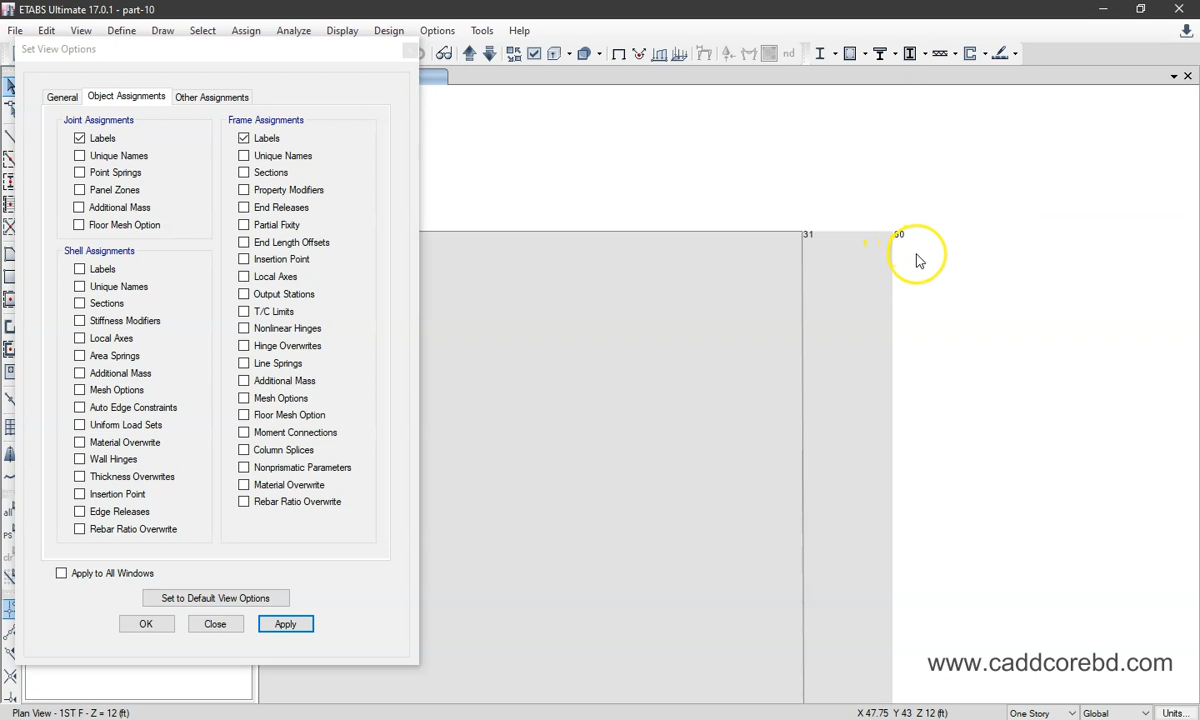 ETABS Ultimate 17.0.1 - part-10
File Edit View Define Draw Select Assign Analyze Display Design Options Tools Help
Set View Options
nd
General Object Assignments Other Assignments
Joint Assignments
Labels
Unique Names
Point Springs
Panel Zones
Additional Mass
Floor Mesh Option
Shell Assignments
Labels
Unique Names
Sections
Stiffness Modifiers
Local Axes
Area Springs
Additional Mass
Mesh Options
Auto Edge Constraints
Uniform Load Sets
Material Overwrite
Wall Hinges
Thickness Overwrites
Insertion Point
Edge Releases
Rebar Ratio Overwrite
Frame Assignments
Labels
Unique Names
Sections
Property Modifiers
End Releases
Partial Fixity
End Length Offsets
Insertion Point
Local Axes
Output Stations
T/C Limits
Nonlinear Hinges
Hinge Overwrites
Line Springs
Additional Mass
Mesh Options
Floor Mesh Option
Moment Connections
Column Splices
Nonprismatic Parameters
Material Overwrite
Rebar Ratio Overwrite
Apply to All Windows
Set to Default View Options
OK Close Apply
all
PS
clr
31
www.caddcorebd.com
Plan View - 1ST F - Z = 12 (ft)
X 47.75 Y 43 Z 12 (ft)
One Story Global Units...